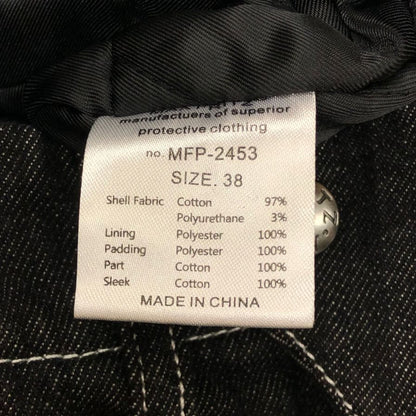 manufactuers of superior
protective clothing
no. MFP-2453
SIZE. 38
Shell Fabric Cotton 97%
Polyurethane 3%
Lining Polyester 100%
Padding Polyester 100%
Part Cotton 100%
Sleek Cotton 100%
MADE IN CHINA